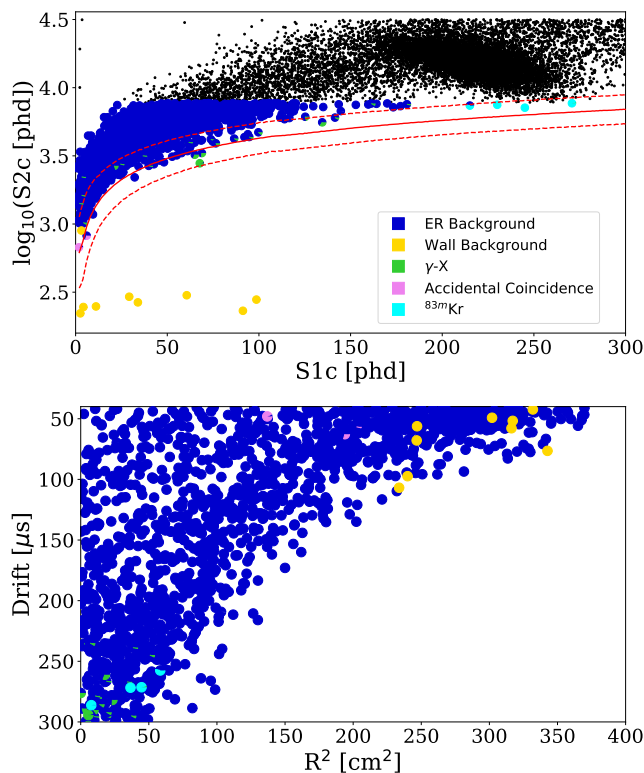 4.5
4.0
3.5
3.0
2.5
log₁₀(S2c [phd])
ER Background
Wall Background
γ-X
Accidental Coincidence
⁸³ᵐKr
0 50 100 150 200 250 300
S1c [phd]
50
100
150
200
250
300
Drift [μs]
0 50 100 150 200 250 300 350 400
R² [cm²]